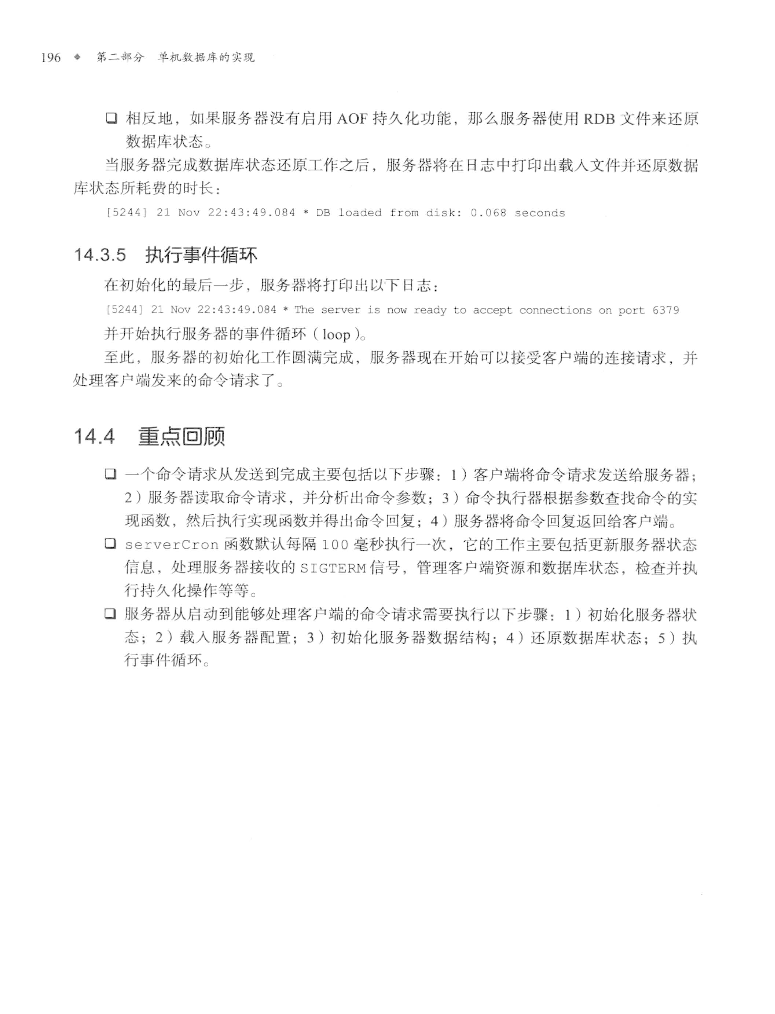 196 ◆ 第二部分 单机数据库的实现
❑ 相反地，如果服务器没有启用 AOF 持久化功能，那么服务器使用 RDB 文件来还原
数据库状态。
当服务器完成数据库状态还原工作之后，服务器将在日志中打印出载入文件并还原数据
库状态所耗费的时长：
[5244] 21 Nov 22:43:49.084 * DB loaded from disk: 0.068 seconds
14.3.5 执行事件循环
在初始化的最后一步，服务器将打印出以下日志：
[5244] 21 Nov 22:43:49.084 * The server is now ready to accept connections on port 6379
并开始执行服务器的事件循环（loop）。
至此，服务器的初始化工作圆满完成，服务器现在开始可以接受客户端的连接请求，并
处理客户端发来的命令请求了。
14.4 重点回顾
❑ 一个命令请求从发送到完成主要包括以下步骤：1）客户端将命令请求发送给服务器；
2）服务器读取命令请求，并分析出命令参数；3）命令执行器根据参数查找命令的实
现函数，然后执行实现函数并得出命令回复；4）服务器将命令回复返回给客户端。
❑ serverCron 函数默认每隔 100 毫秒执行一次，它的工作主要包括更新服务器状态
信息，处理服务器接收的 SIGTERM 信号，管理客户端资源和数据库状态，检查并执
行持久化操作等等。
❑ 服务器从启动到能够处理客户端的命令请求需要执行以下步骤：1）初始化服务器状
态；2）载入服务器配置；3）初始化服务器数据结构；4）还原数据库状态；5）执
行事件循环。